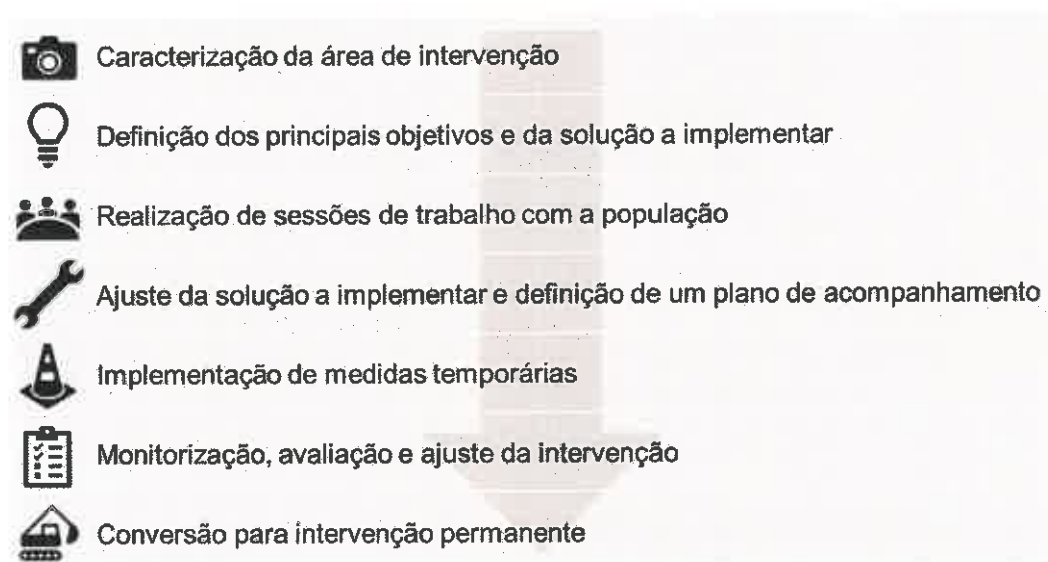 Caracterização da área de intervenção
Definição dos principais objetivos e da solução a implementar
Realização de sessões de trabalho com a população
Ajuste da solução a implementar e definição de um plano de acompanhamento
Implementação de medidas temporárias
Monitorização, avaliação e ajuste da intervenção
Conversão para intervenção permanente